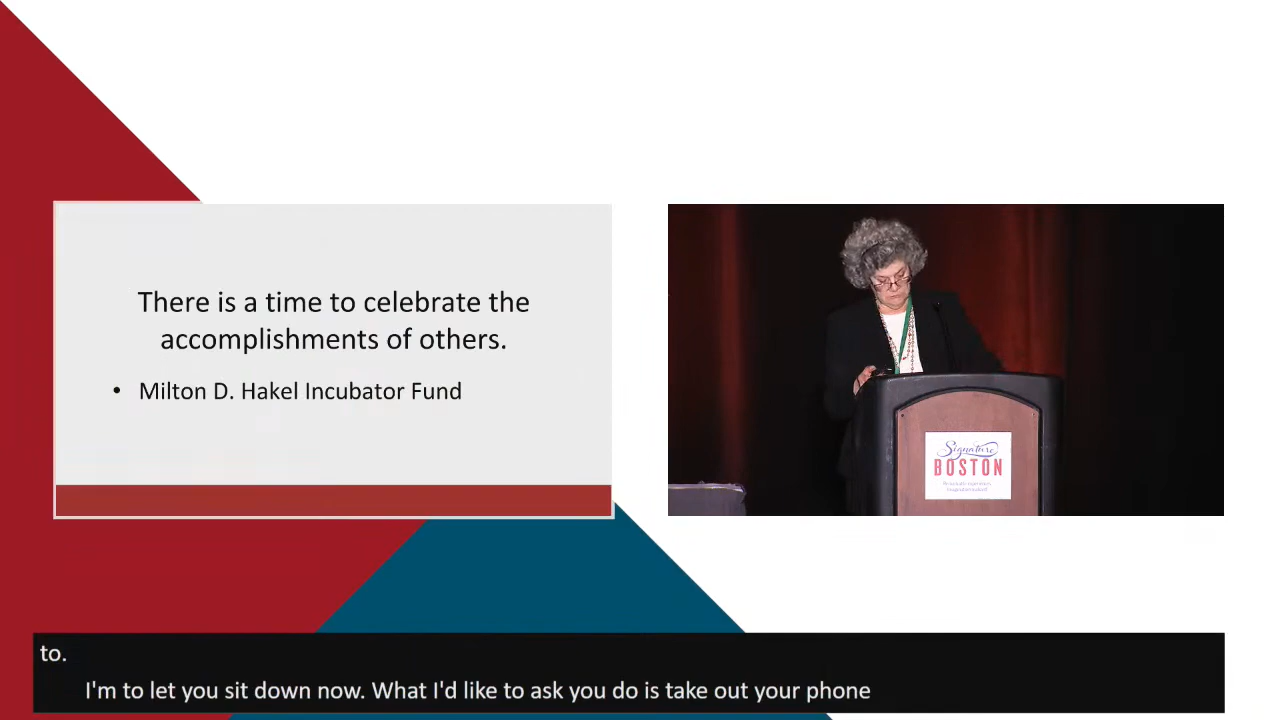 There is a time to celebrate the
accomplishments of others.
• Milton D. Hakel Incubator Fund
Signature
BOSTON
to.
I'm to let you sit down now. What I'd like to ask you do is take out your phone